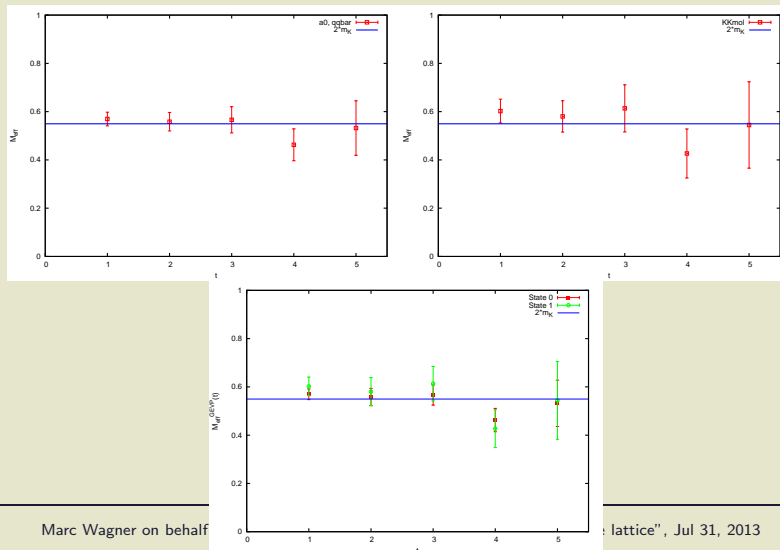 a0, qqbar
2*mK
1
0.8
0.6
0.4
0.2
0
Meff
0 1 2 3 4 5
t
KKmol
2*mK
1
0.8
0.6
0.4
0.2
0
Meff
0 1 2 3 4 5
t
State 0
State 1
2*mK
1
0.8
0.6
0.4
0.2
0
MeffGEVP(t)
0 1 2 3 4 5
Marc Wagner on behalf
lattice”, Jul 31, 2013